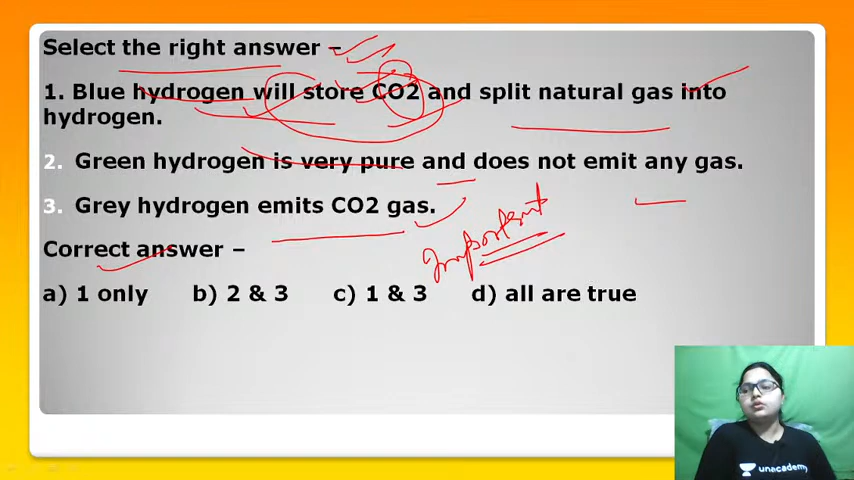 Select the right answer –
1. Blue hydrogen will store CO2 and split natural gas into
hydrogen.
2. Green hydrogen is very pure and does not emit any gas.
3. Grey hydrogen emits CO2 gas.
Important
Correct answer –
a) 1 only b) 2 & 3 c) 1 & 3 d) all are true
unacademy